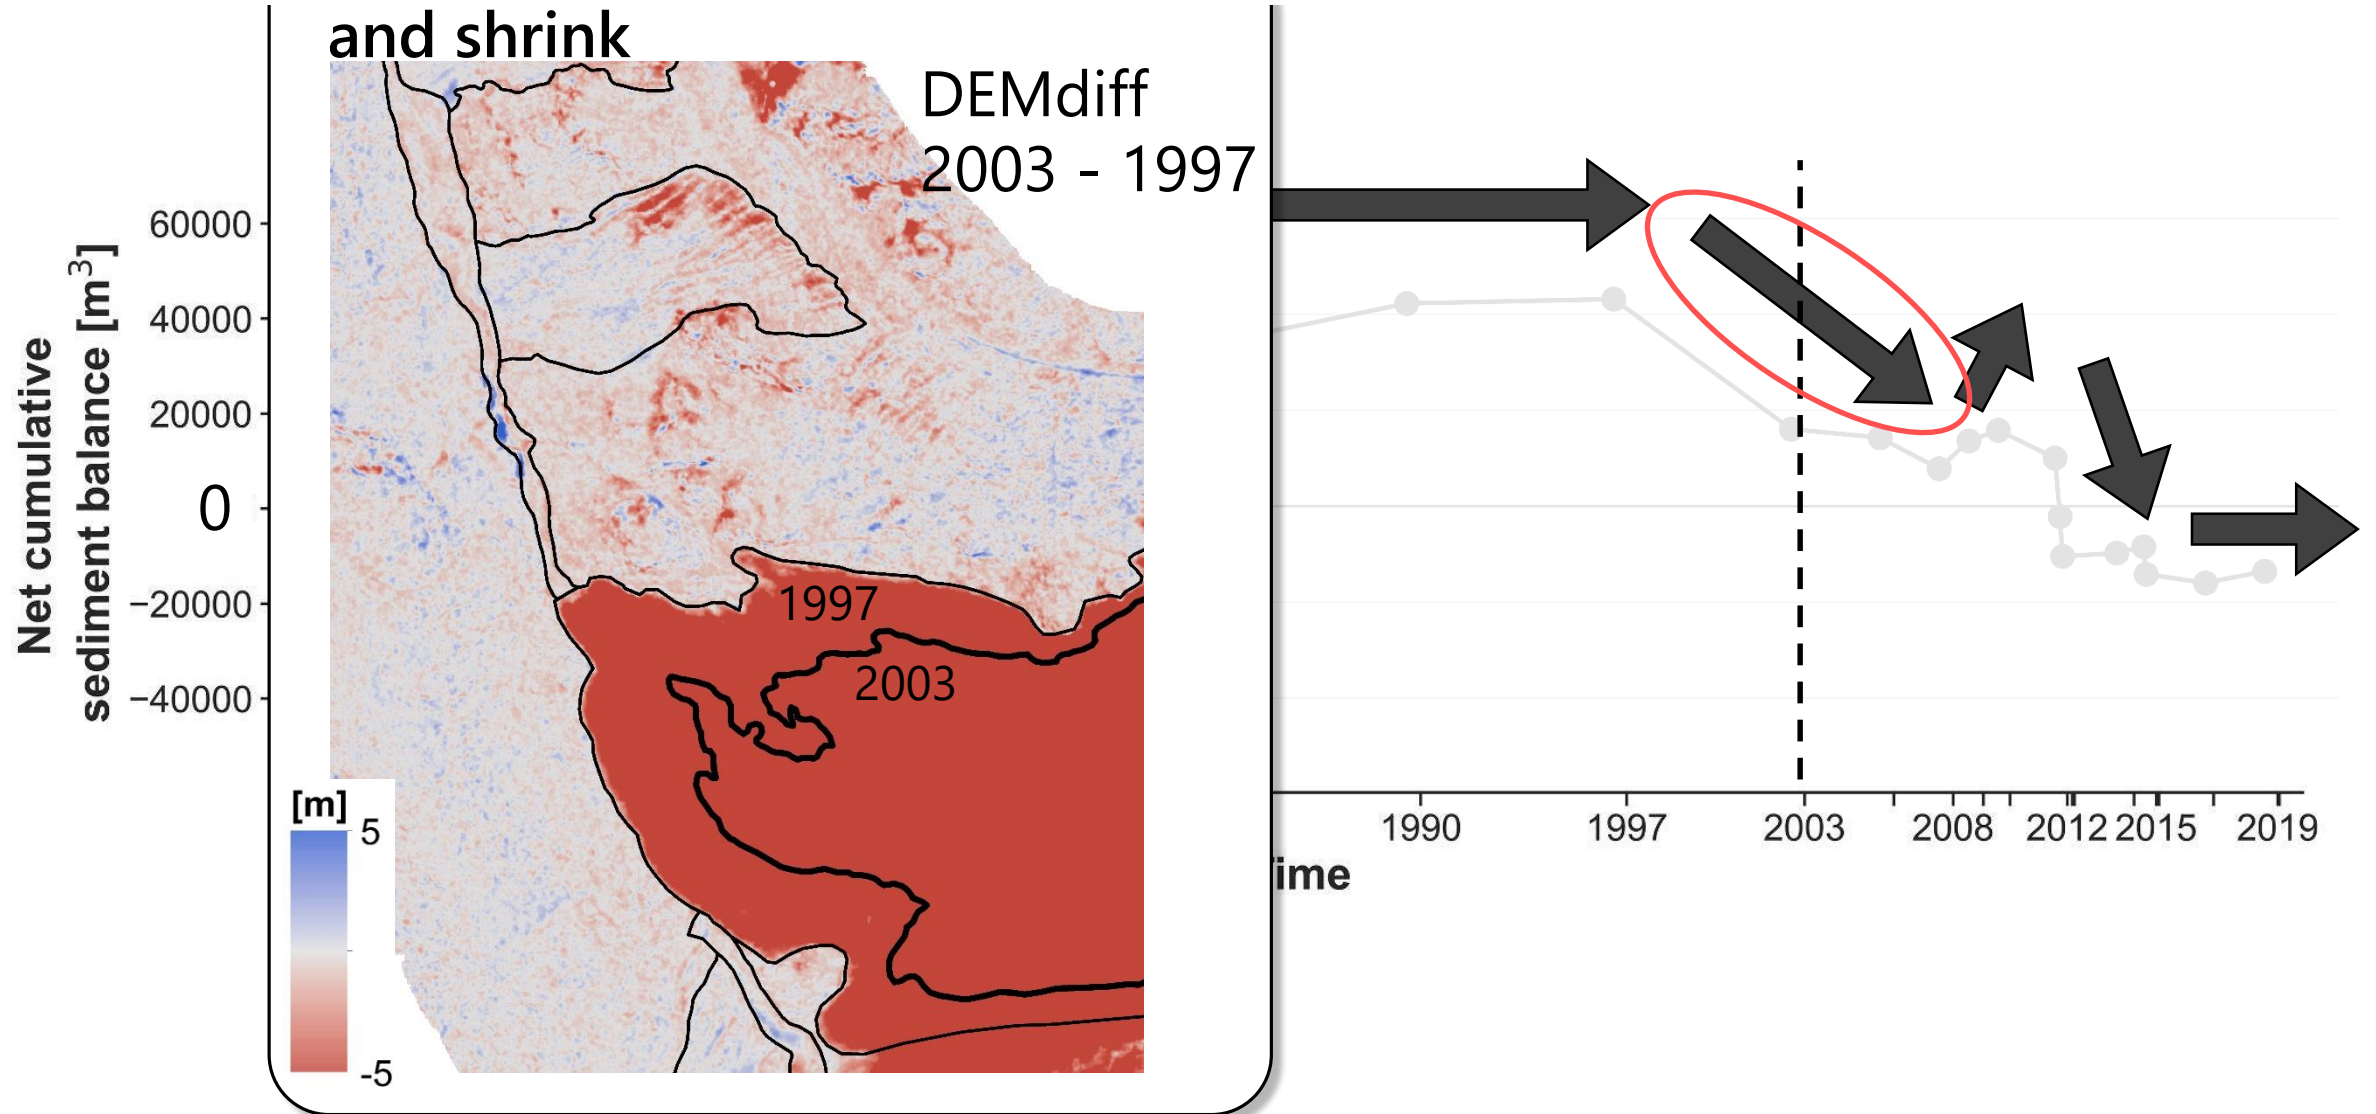 and shrink
DEMdiff
2003 - 1997
1997
2003
[m]
5
-5
Net cumulative
sediment balance [m³]
60000
40000
20000
0
−20000
−40000
1990
1997
2003
2008
2012
2015
2019
ime